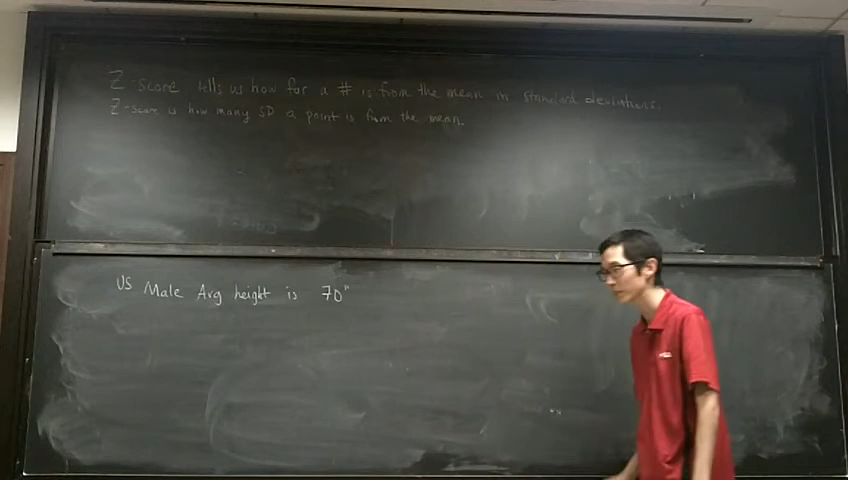 Z-score tells us how far a # is from the mean in standard deviations.
Z-score is how many SD a point is from the mean.
US Male Avg height is 70"